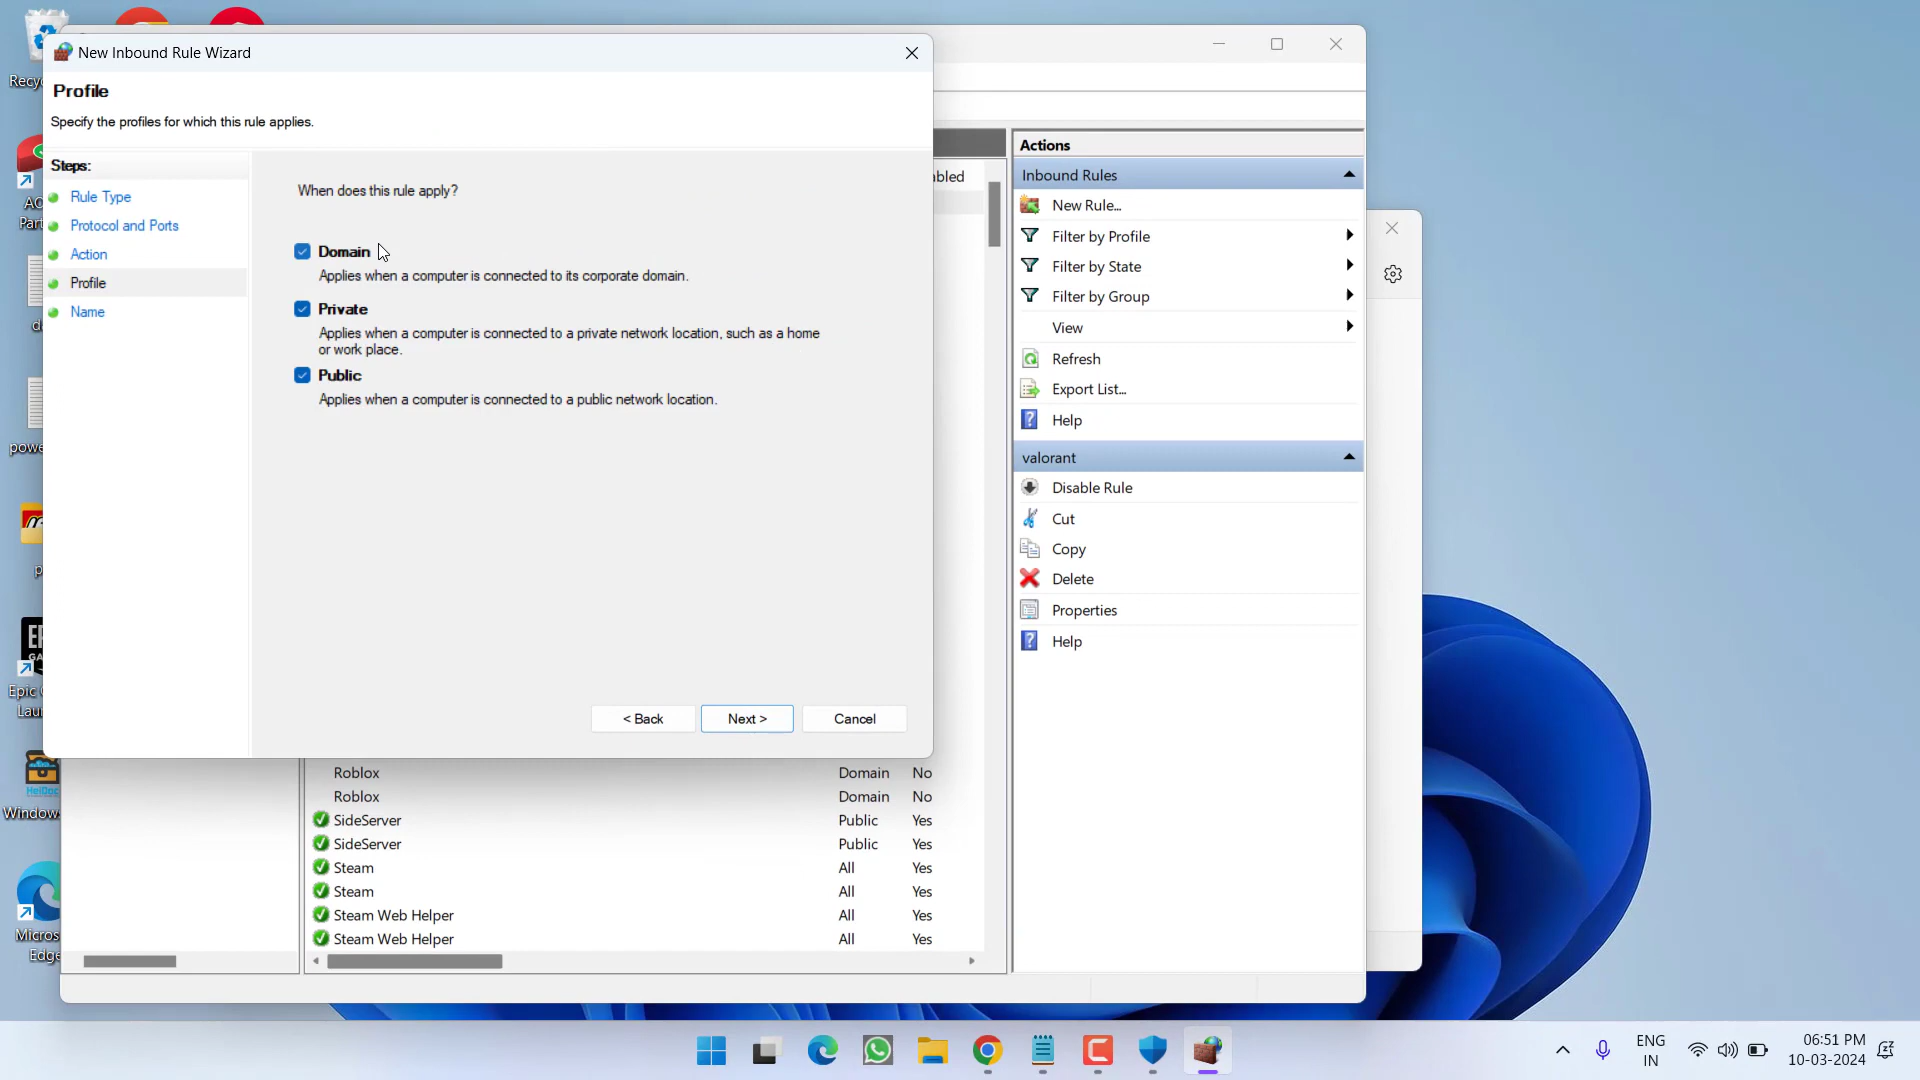 New Inbound Rule Wizard
Profile
Specify the profiles for which this rule applies.
Steps:
Rule Type
Protocol and Ports
Action
Profile
Name
When does this rule apply?
Domain
Applies when a computer is connected to its corporate domain.
Private
Applies when a computer is connected to a private network location, such as a home
or work place.
Public
Applies when a computer is connected to a public network location.
< Back
Next >
Cancel
Actions
Inbound Rules
New Rule...
Filter by Profile
Filter by State
Filter by Group
View
Refresh
Export List...
Help
valorant
Disable Rule
Cut
Copy
Delete
Properties
Help
Roblox Domain No
Roblox Domain No
SideServer Public Yes
SideServer Public Yes
Steam All Yes
Steam All Yes
Steam Web Helper All Yes
Steam Web Helper All Yes
Epic
Edge
ENG
IN
06:51 PM
10-03-2024